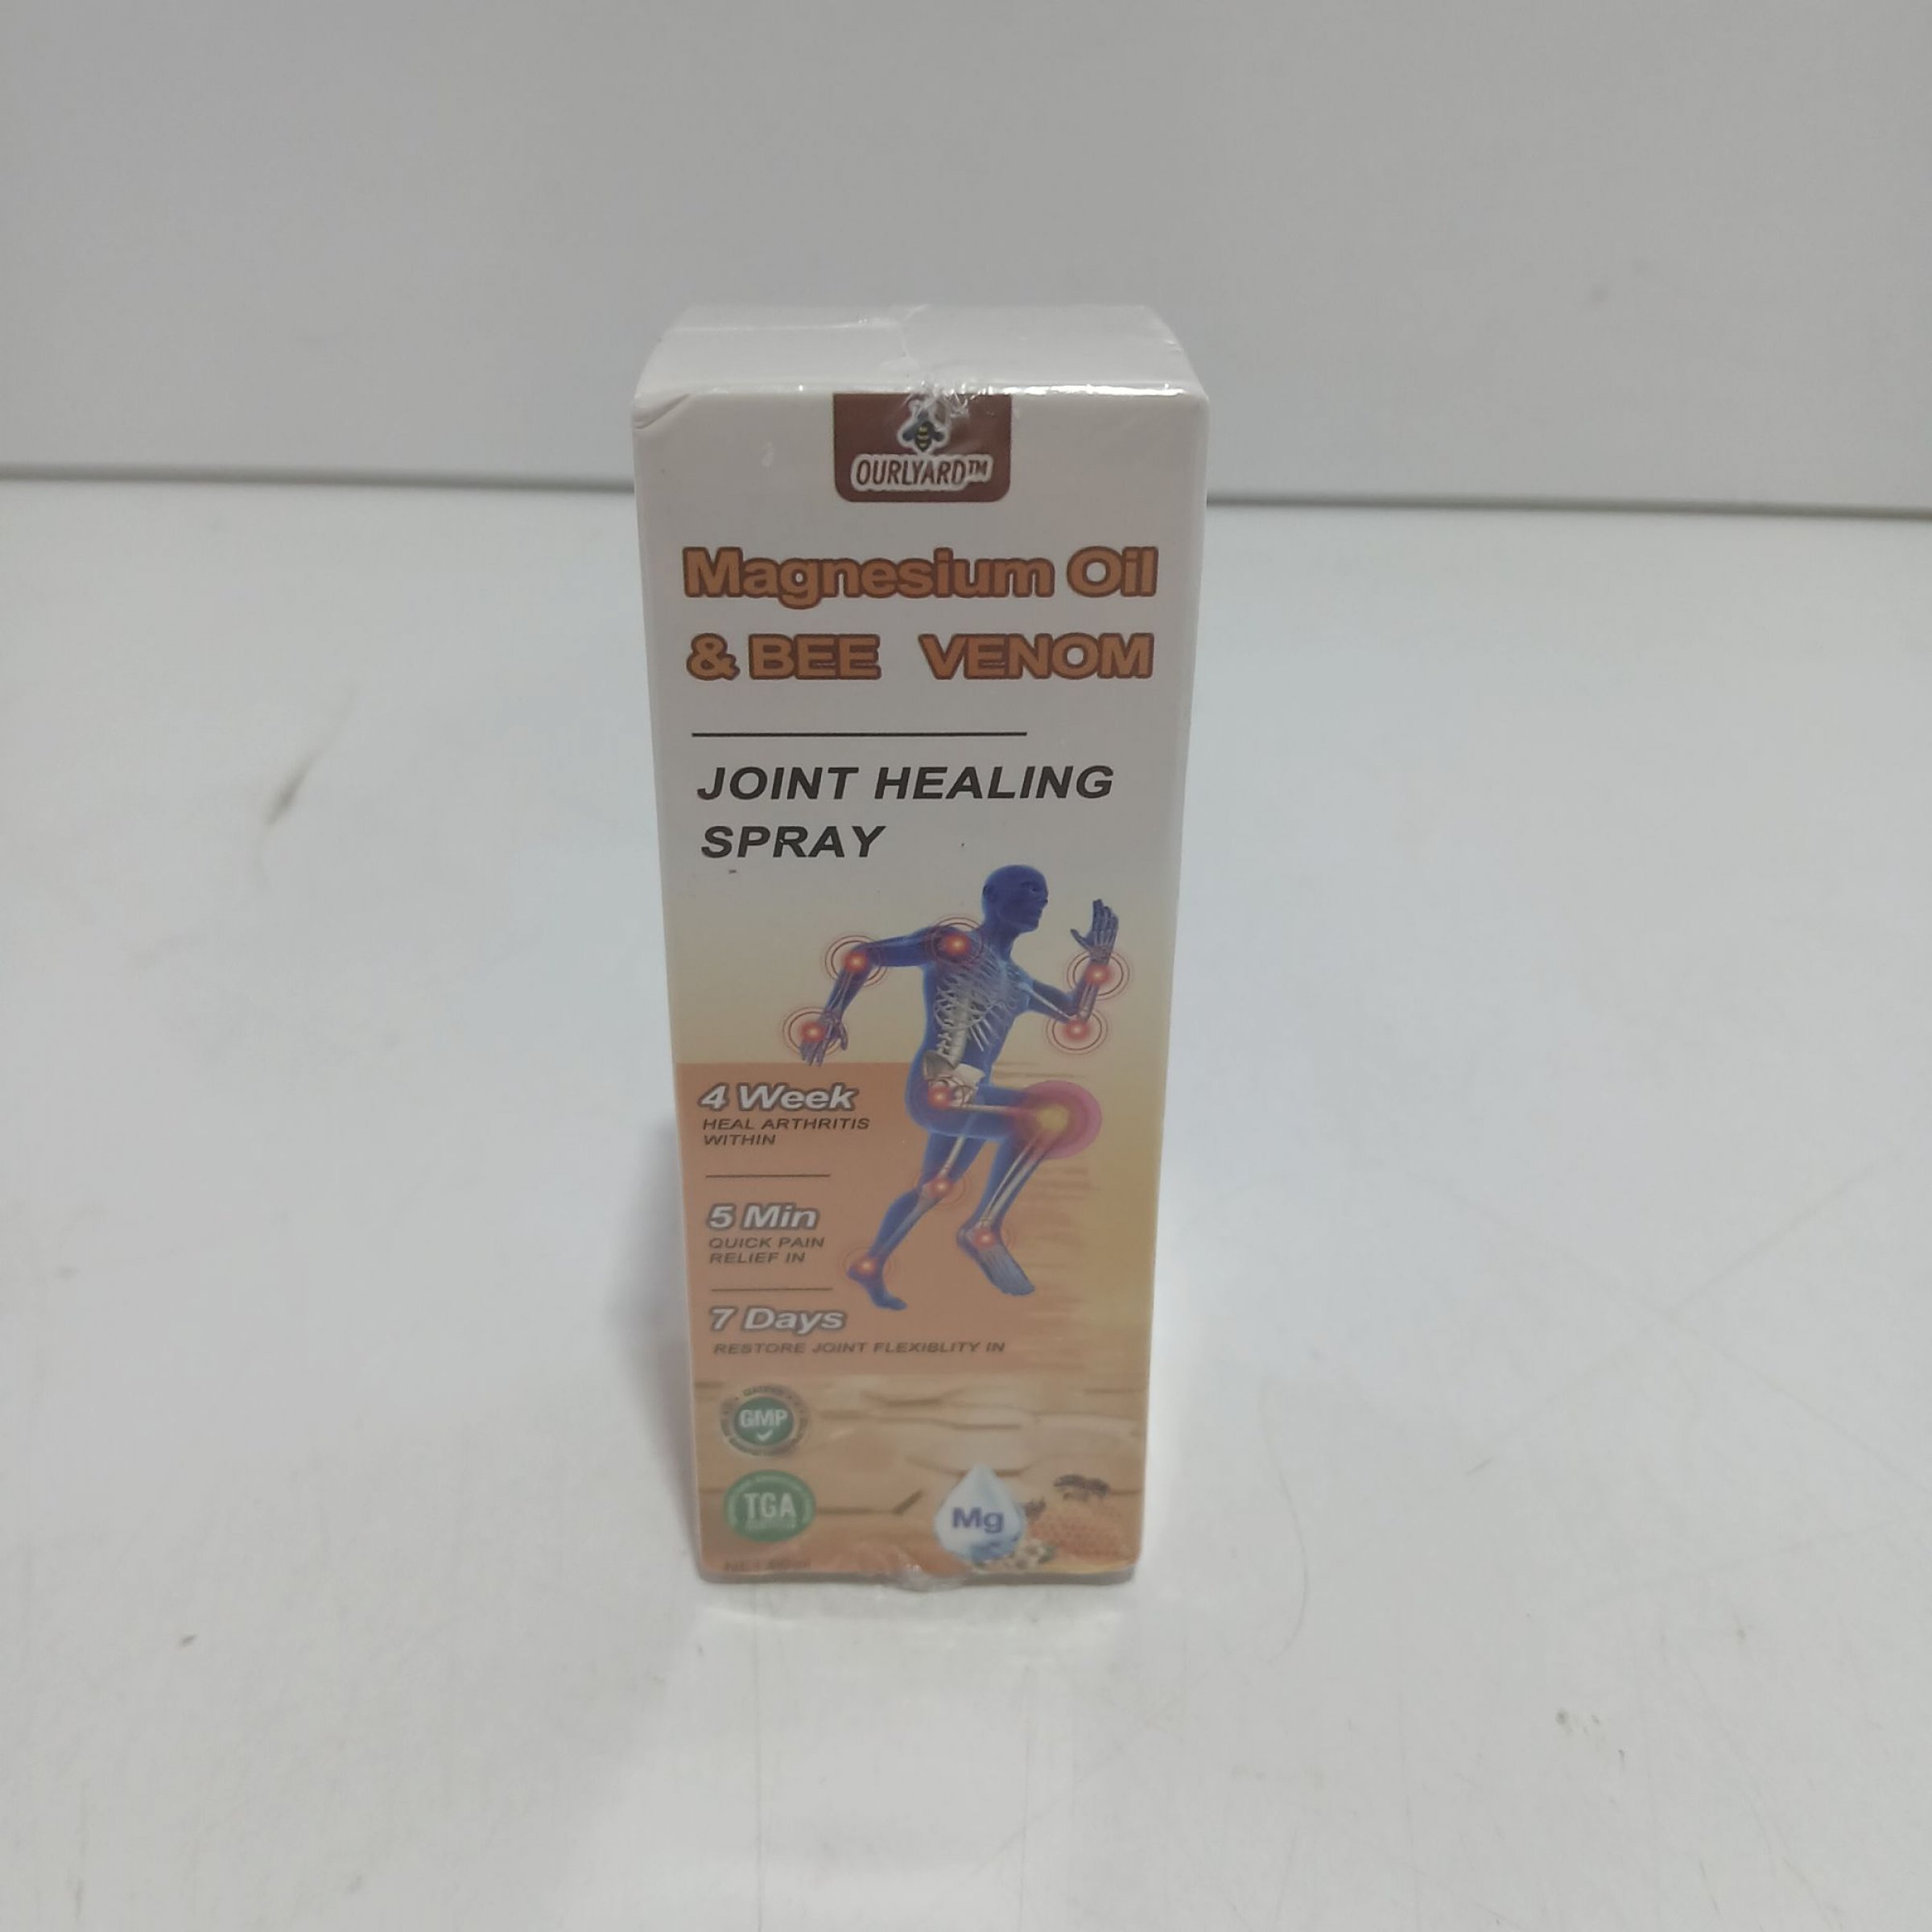 OURLYARD™
Magnesium Oil
& BEE VENOM
JOINT HEALING
SPRAY
4 Week
HEAL ARTHRITIS
WITHIN
5 Min
QUICK PAIN
RELIEF IN
7 Days
RESTORE JOINT FLEXIBLITY IN
GMP
TGA
Mg